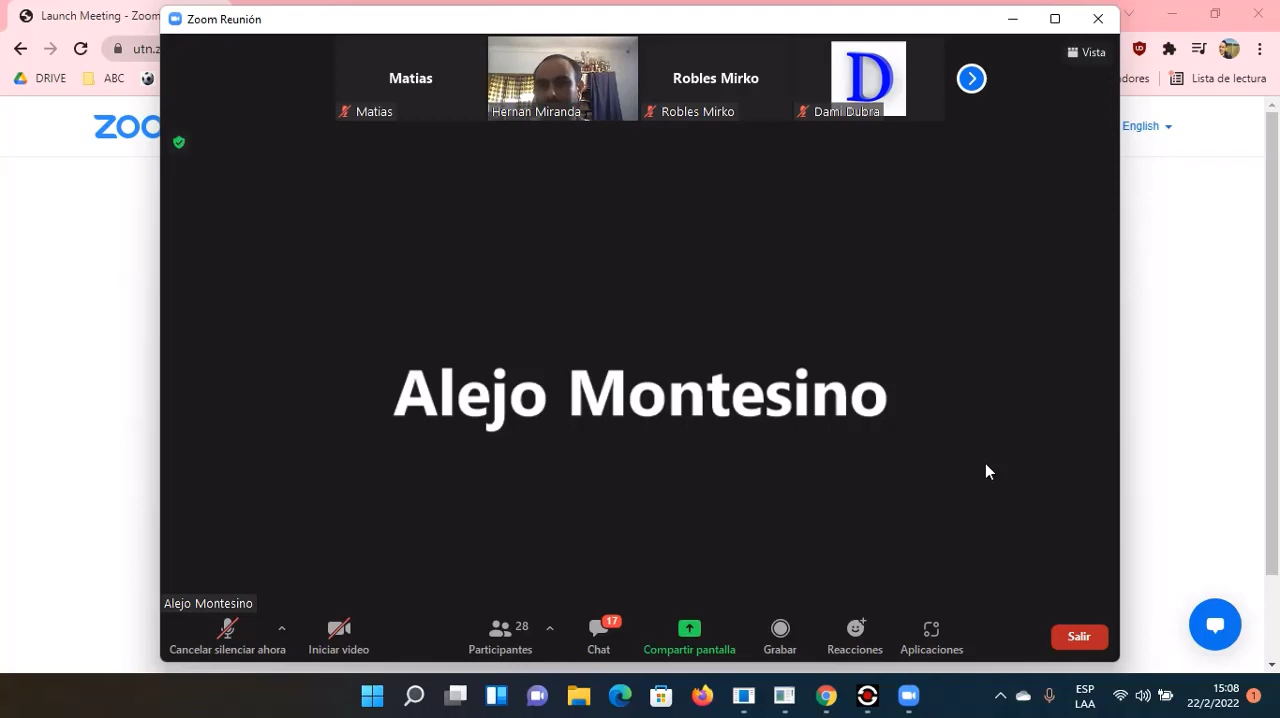 Launch Meeting - Zoom
Zoom Reunión
utn.z
DRIVE
ABC
dores
Lista de lectura
zoo
English
Vista
Matias
Robles Mirko
D
Matias
Hernan Miranda
Robles Mirko
Dami Dubra
Alejo Montesino
Alejo Montesino
28
17
Cancelar silenciar ahora
Iniciar video
Participantes
Chat
Compartir pantalla
Grabar
Reacciones
Aplicaciones
Salir
ESP
LAA
15:08
22/2/2022
1